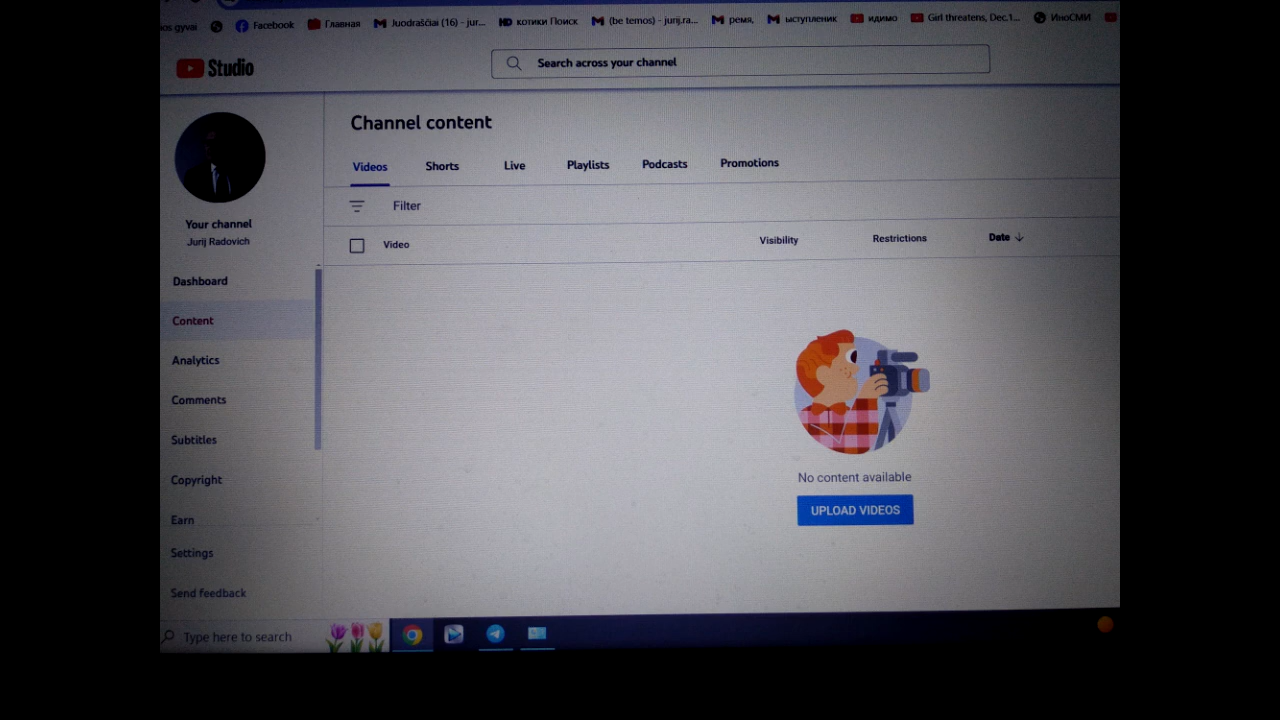 os gyvai Facebook Главная Juodraščiai (16) - jur... котики Поиск (be temos) - jurij.ra... ремя, ыступленик идимо Girl threatens, Dec.1... ИноСМИ
Studio
Search across your channel
Channel content
Videos Shorts Live Playlists Podcasts Promotions
Filter
Video Visibility Restrictions Date
Your channel
Jurij Radovich
Dashboard
Content
Analytics
Comments
Subtitles
Copyright
Earn
Settings
Send feedback
No content available
UPLOAD VIDEOS
Type here to search